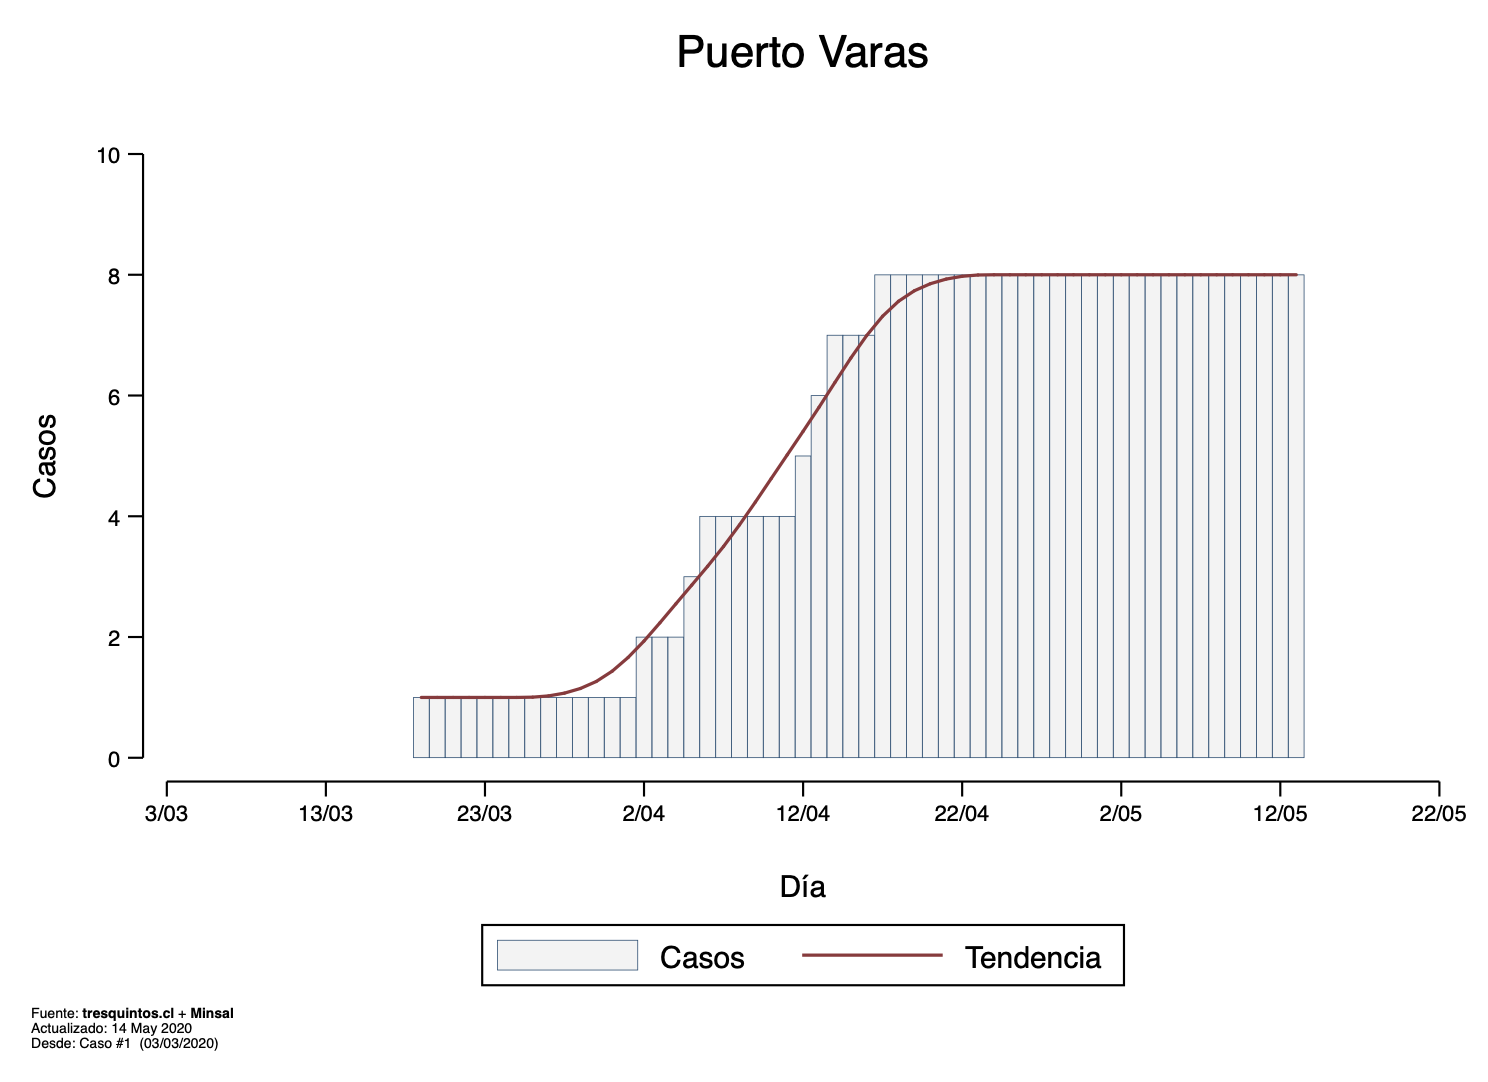 Puerto Varas
10
8
6
4
2
0
Casos
3/03 13/03 23/03 2/04 12/04 22/04 2/05 12/05 22/05
Día
Casos Tendencia
Fuente: tresquintos.cl + Minsal
Actualizado: 14 May 2020
Desde: Caso #1 (03/03/2020)